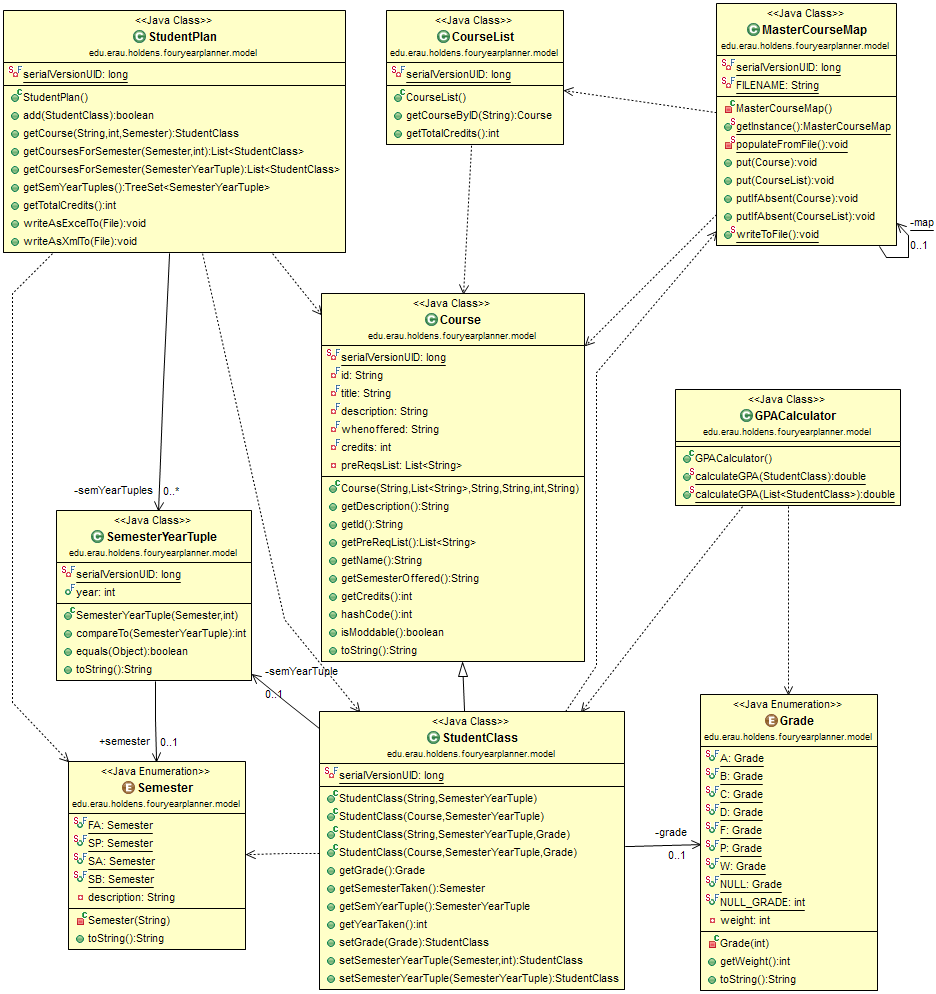 <<Java Class>>
StudentPlan
edu.erau.holdens.fouryearplanner.model
serialVersionUID: long
StudentPlan()
add(StudentClass):boolean
getCourse(String,int,Semester):StudentClass
getCoursesForSemester(Semester,int):List<StudentClass>
getCoursesForSemester(SemesterYearTuple):List<StudentClass>
getSemYearTuples():TreeSet<SemesterYearTuple>
getTotalCredits():int
writeAsExcelTo(File):void
writeAsXmlTo(File):void
<<Java Class>>
CourseList
edu.erau.holdens.fouryearplanner.model
serialVersionUID: long
CourseList()
getCourseByID(String):Course
getTotalCredits():int
<<Java Class>>
MasterCourseMap
edu.erau.holdens.fouryearplanner.model
serialVersionUID: long
FILENAME: String
MasterCourseMap()
getInstance():MasterCourseMap
populateFromFile():void
put(Course):void
put(CourseList):void
putIfAbsent(Course):void
putIfAbsent(CourseList):void
writeToFile():void
-map
0..1
<<Java Class>>
Course
edu.erau.holdens.fouryearplanner.model
serialVersionUID: long
id: String
title: String
description: String
whenoffered: String
credits: int
preReqsList: List<String>
Course(String,List<String>,String,String,int,String)
getDescription():String
getId():String
getPreReqList():List<String>
getName():String
getSemesterOffered():String
getCredits():int
hashCode():int
isModdable():boolean
toString():String
<<Java Class>>
GPACalculator
edu.erau.holdens.fouryearplanner.model
GPACalculator()
calculateGPA(StudentClass):double
calculateGPA(List<StudentClass>):double
-semYearTuples
0..*
<<Java Class>>
SemesterYearTuple
edu.erau.holdens.fouryearplanner.model
serialVersionUID: long
year: int
SemesterYearTuple(Semester,int)
compareTo(SemesterYearTuple):int
equals(Object):boolean
toString():String
-semYearTuple
0..1
+semester
0..1
<<Java Enumeration>>
Semester
edu.erau.holdens.fouryearplanner.model
FA: Semester
SP: Semester
SA: Semester
SB: Semester
description: String
Semester(String)
toString():String
<<Java Class>>
StudentClass
edu.erau.holdens.fouryearplanner.model
serialVersionUID: long
StudentClass(String,SemesterYearTuple)
StudentClass(Course,SemesterYearTuple)
StudentClass(String,SemesterYearTuple,Grade)
StudentClass(Course,SemesterYearTuple,Grade)
getGrade():Grade
getSemesterTaken():Semester
getSemYearTuple():SemesterYearTuple
getYearTaken():int
setGrade(Grade):StudentClass
setSemesterYearTuple(Semester,int):StudentClass
setSemesterYearTuple(SemesterYearTuple):StudentClass
-grade
0..1
<<Java Enumeration>>
Grade
edu.erau.holdens.fouryearplanner.model
A: Grade
B: Grade
C: Grade
D: Grade
F: Grade
P: Grade
W: Grade
NULL: Grade
NULL_GRADE: int
weight: int
Grade(int)
getWeight():int
toString():String